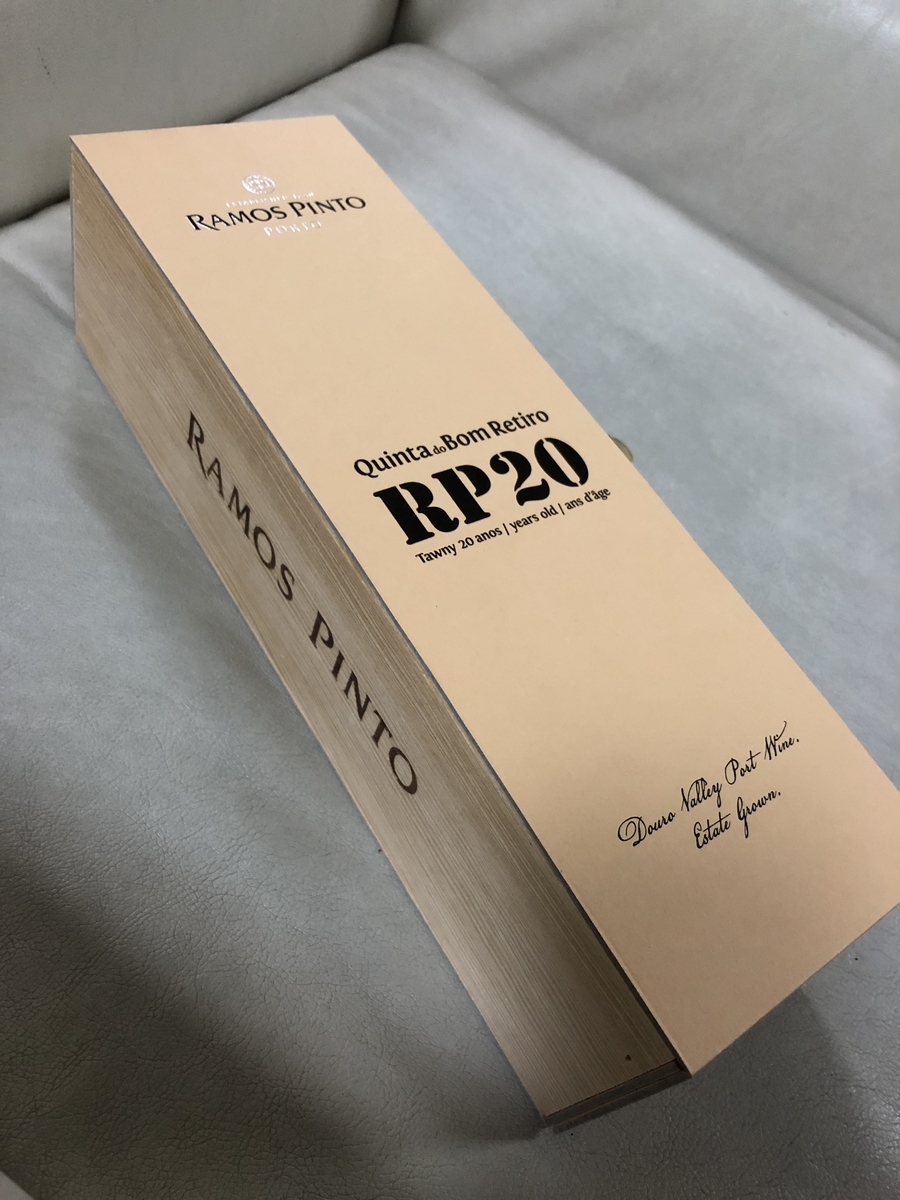 RAMOS PINTO
PORTO
Quinta do Bom Retiro
RP20
Tawny 20 anos | years old | ans d'âge
Douro Valley Port Wine.
Estate Grown.
RAMOS PINTO